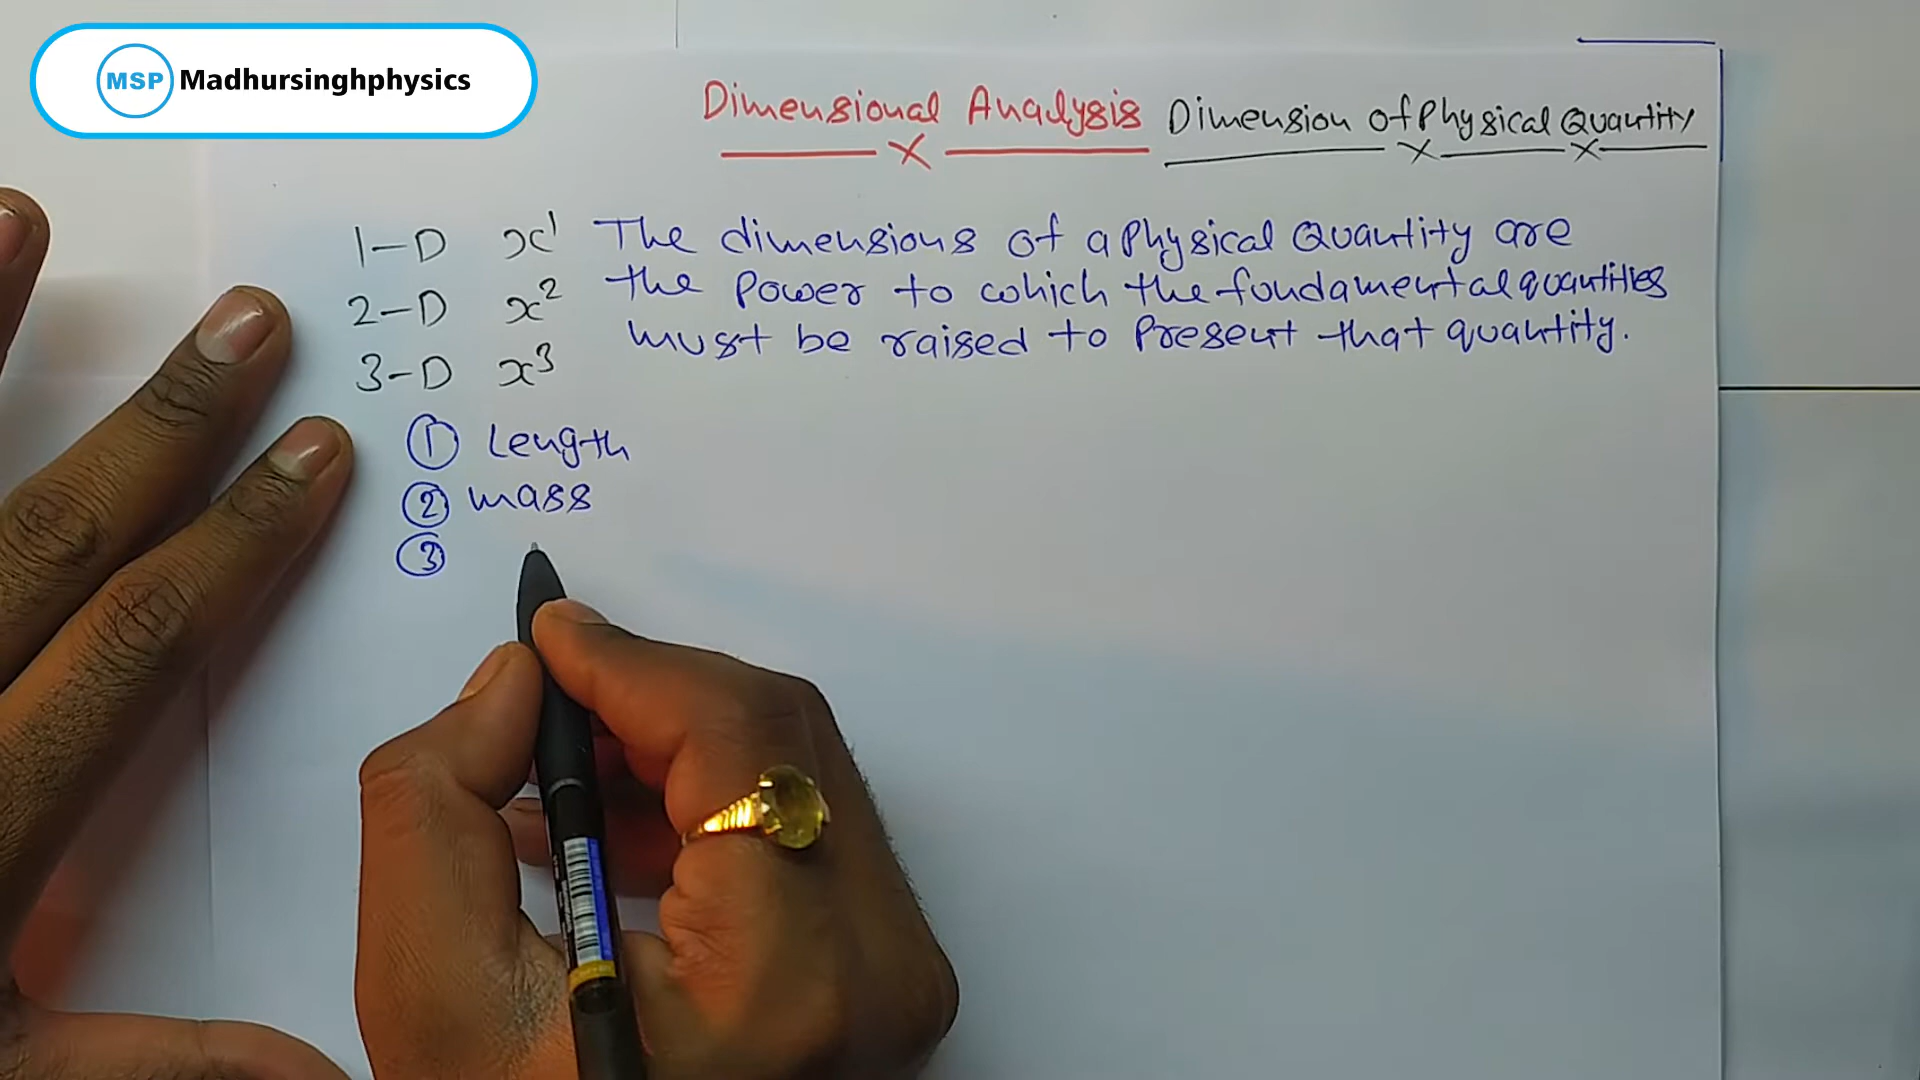 MSP Madhursinghphysics
Dimensional Analysis Dimension of Physical Quantity
1-D x¹ The dimensions of a Physical Quantity are
2-D x² the Power to which the fundamental quantities
3-D x³ must be raised to Present that quantity.
① Length
② mass
③